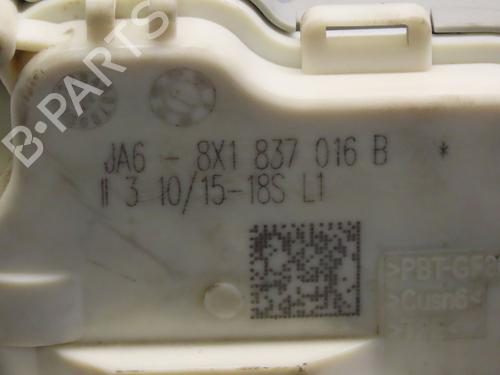 B-PARTS
JA6 - 8X1 837 016 B *
II 3 10/15-18S L1
>PBT-GF
>Cusn6<